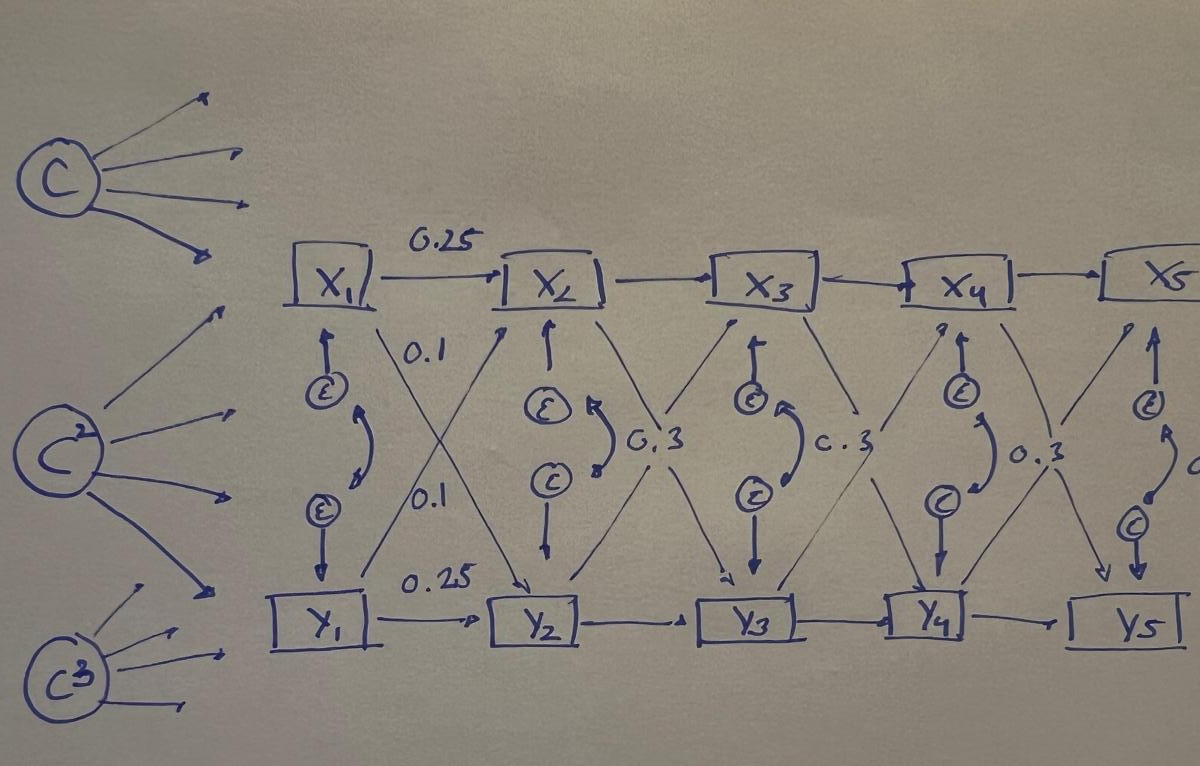 C
0.25
X₁ X₂ X₃ X₄ X₅
0.1
ε ε ε ε ε
C² 0.3 0.3 0.3
ε ε
0.1
0.25
Y₁ Y₂ Y₃ Y₄ Y₅
C³